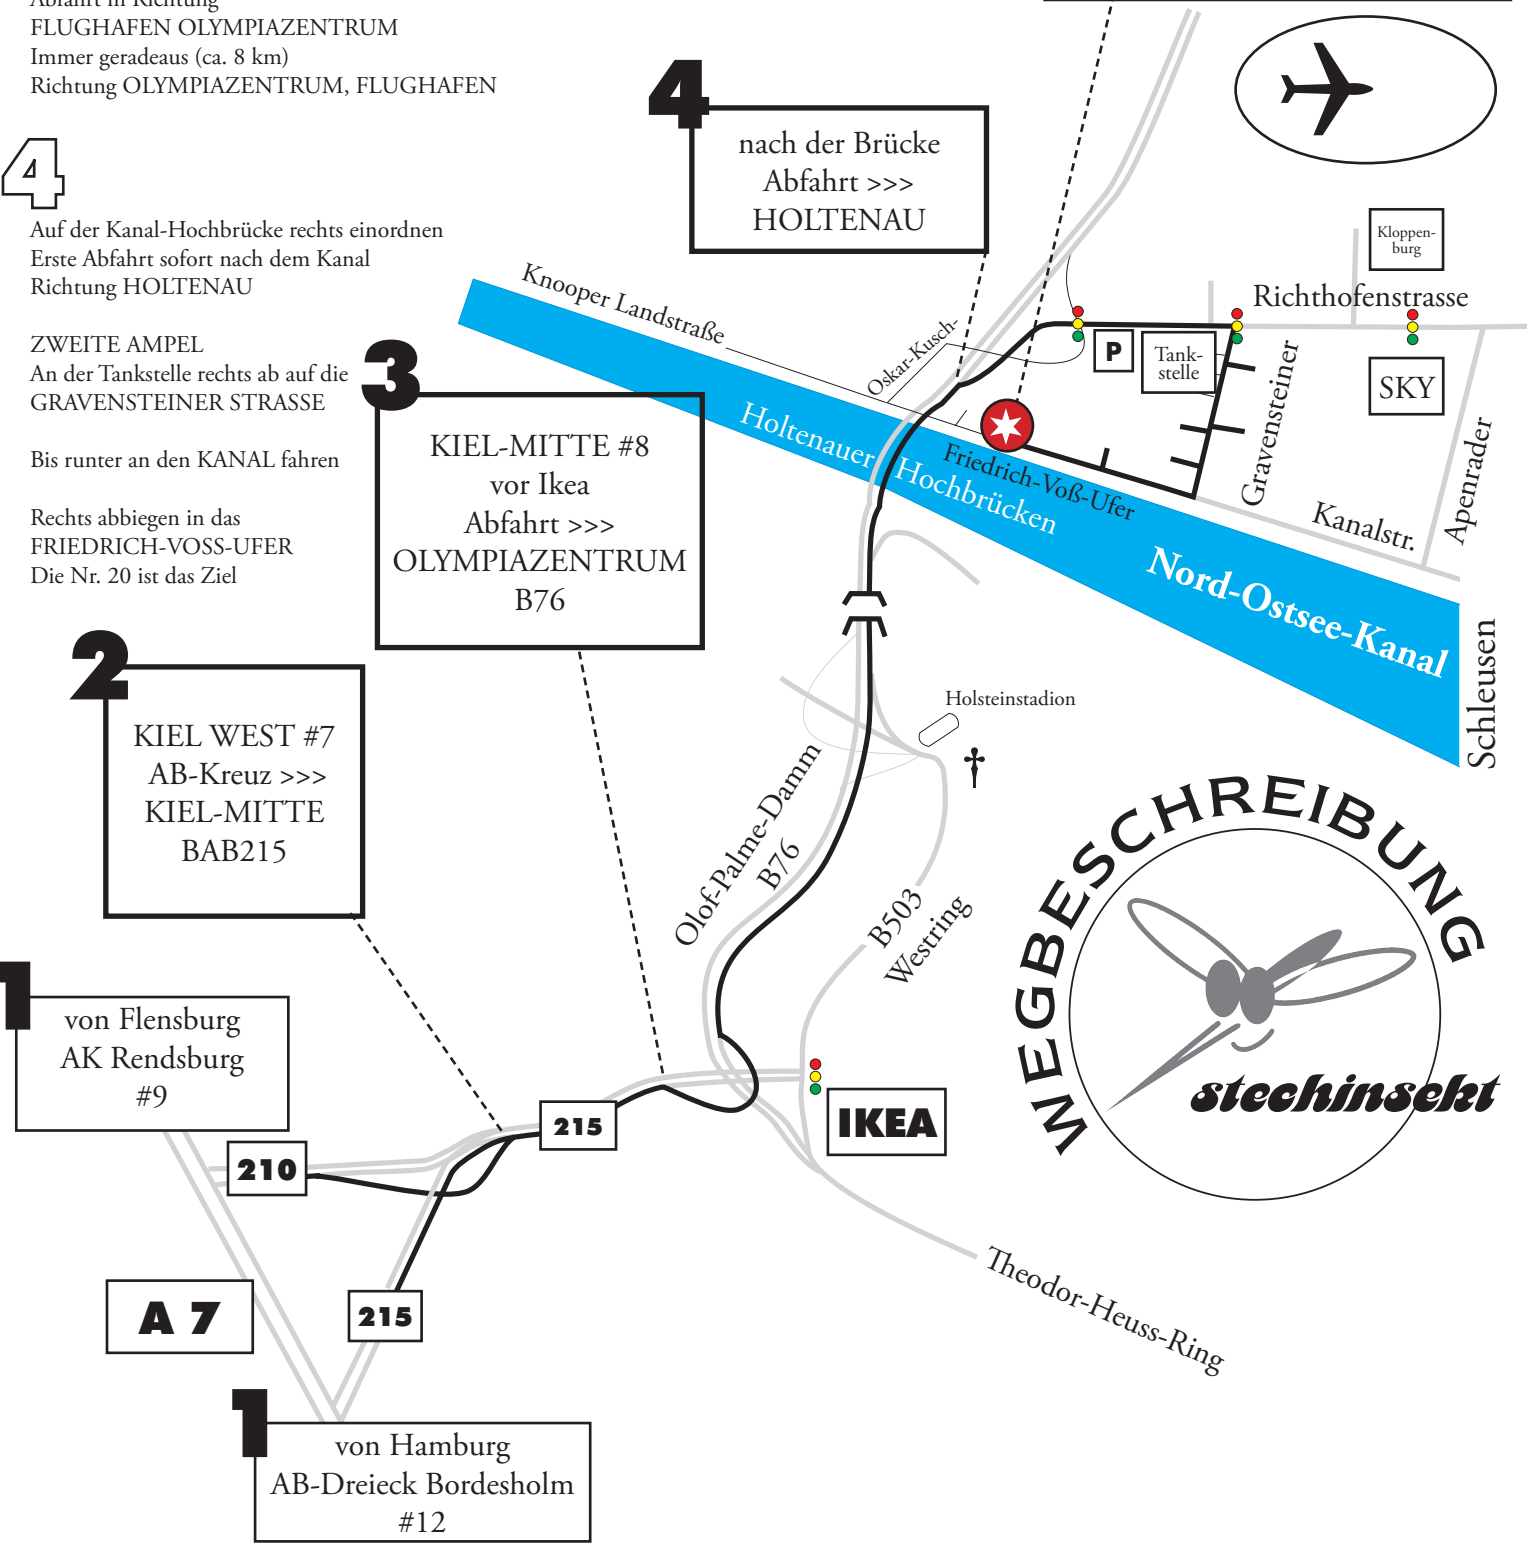 Abfahrt in Richtung
FLUGHAFEN OLYMPIAZENTRUM
Immer geradeaus (ca. 8 km)
Richtung OLYMPIAZENTRUM, FLUGHAFEN
4
Auf der Kanal-Hochbrücke rechts einordnen
Erste Abfahrt sofort nach dem Kanal
Richtung HOLTENAU
ZWEITE AMPEL
An der Tankstelle rechts ab auf die
GRAVENSTEINER STRASSE
Bis runter an den KANAL fahren
Rechts abbiegen in das
FRIEDRICH-VOSS-UFER
Die Nr. 20 ist das Ziel
4
nach der Brücke
Abfahrt >>>
HOLTENAU
Kloppen-
burg
Richthofenstrasse
P
Tank-
stelle
SKY
Knooper Landstraße
Oskar-Kusch-
Gravensteiner
Apenrader
Kanalstr.
Friedrich-Voß-Ufer
Holtenauer
Hochbrücken
Nord-Ostsee-Kanal
Schleusen
3
KIEL-MITTE #8
vor Ikea
Abfahrt >>>
OLYMPIAZENTRUM
B76
2
KIEL WEST #7
AB-Kreuz >>>
KIEL-MITTE
BAB215
Holsteinstadion
Olof-Palme-Damm
B76
B503
Westring
WEGBESCHREIBUNG
stechinsekt
1
von Flensburg
AK Rendsburg
#9
215
IKEA
210
A 7
215
Theodor-Heuss-Ring
1
von Hamburg
AB-Dreieck Bordesholm
#12